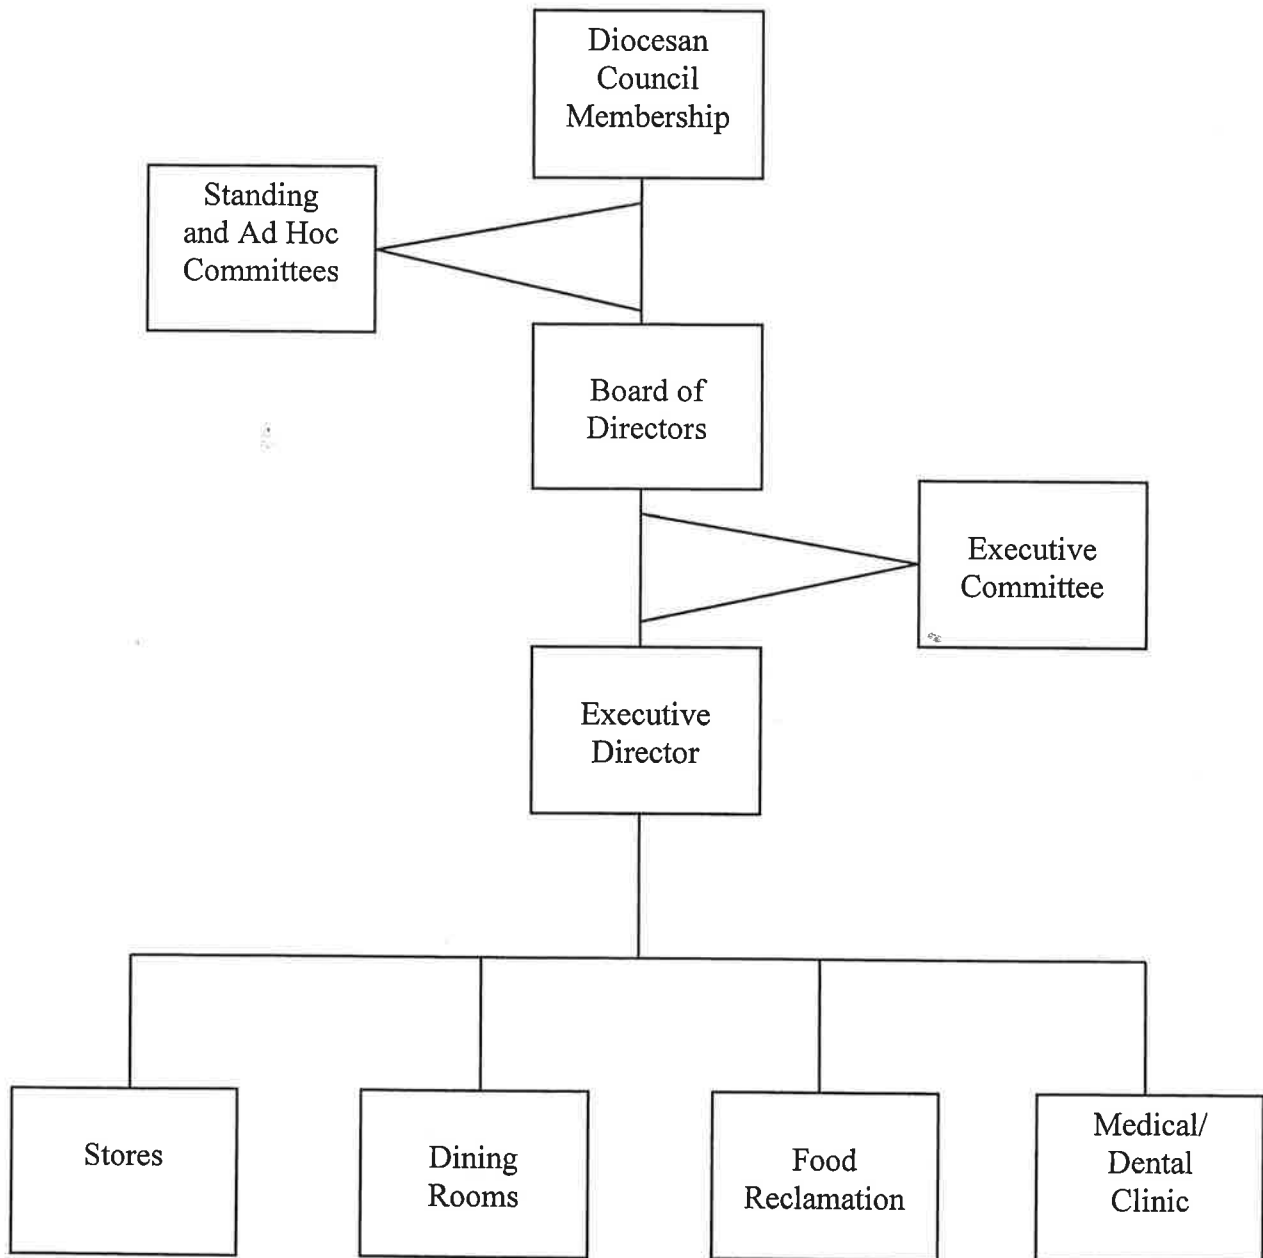 Diocesan
Council
Membership
Standing
and Ad Hoc
Committees
Board of
Directors
Executive
Committee
Executive
Director
Stores
Dining
Rooms
Food
Reclamation
Medical/
Dental
Clinic